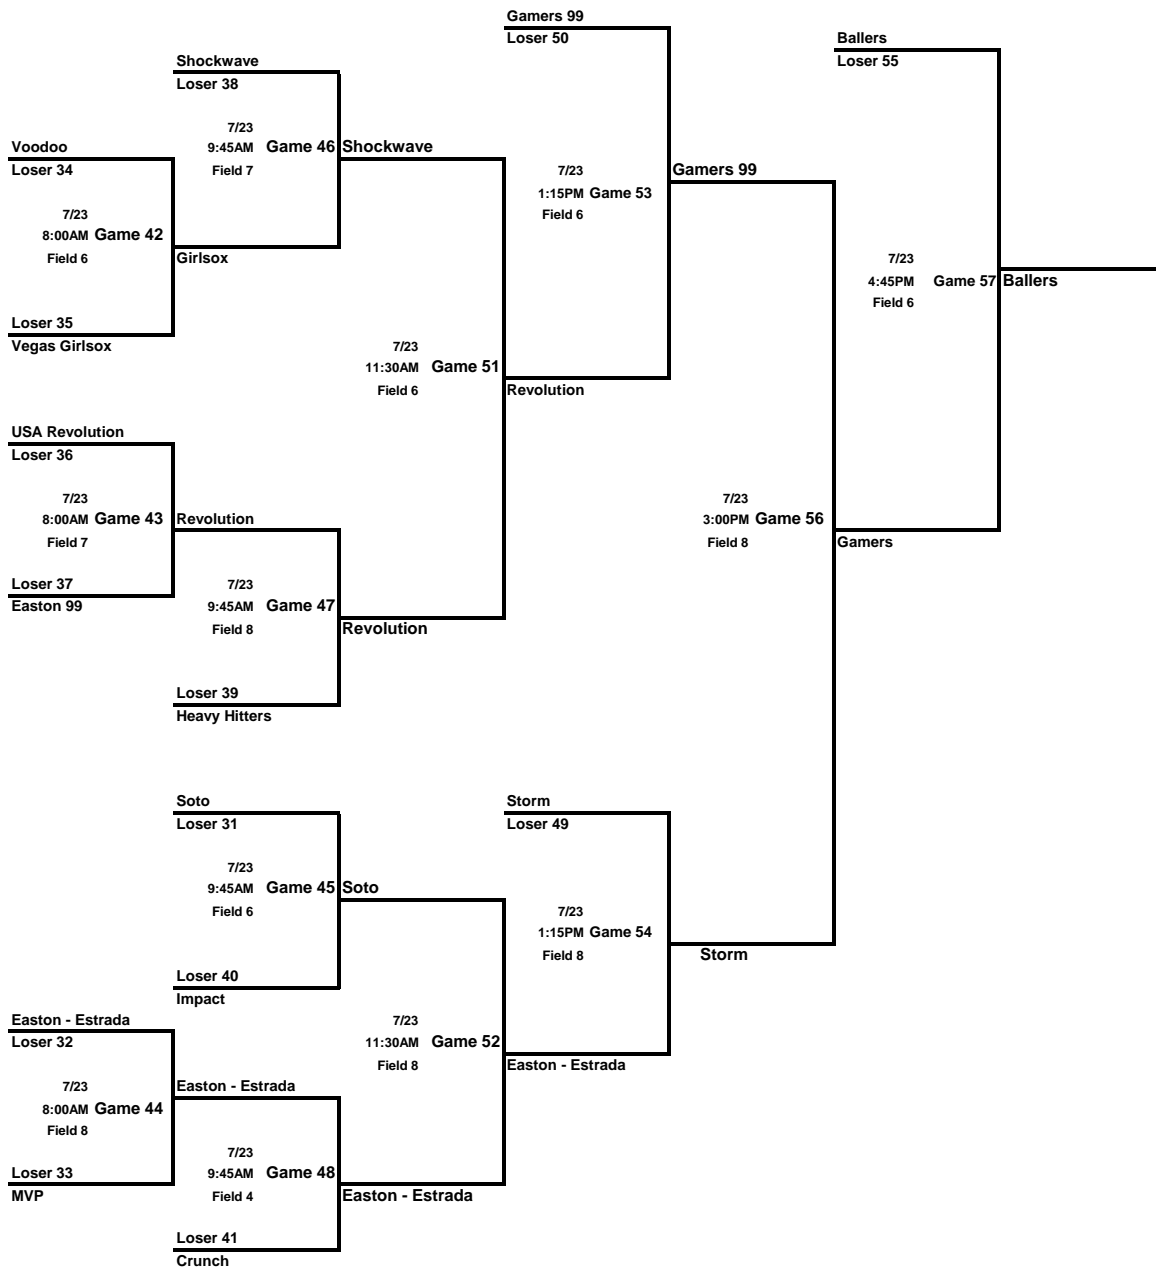 Gamers 99
Loser 50
Ballers
Loser 55
Shockwave
Loser 38
7/23
9:45AM Game 46 Shockwave
Field 7
Voodoo
Loser 34
7/23
1:15PM Game 53
Field 6
Gamers 99
7/23
8:00AM Game 42
Field 6
Girlsox
7/23
4:45PM Game 57 Ballers
Field 6
Loser 35
Vegas Girlsox
7/23
11:30AM Game 51
Field 6
Revolution
USA Revolution
Loser 36
7/23
8:00AM Game 43 Revolution
Field 7
7/23
3:00PM Game 56
Field 8
Gamers
Loser 37
Easton 99
7/23
9:45AM Game 47
Field 8
Revolution
Loser 39
Heavy Hitters
Soto
Loser 31
Storm
Loser 49
7/23
9:45AM Game 45 Soto
Field 6
7/23
1:15PM Game 54
Field 8
Storm
Loser 40
Impact
Easton - Estrada
Loser 32
7/23
11:30AM Game 52
Field 8
Easton - Estrada
7/23
8:00AM Game 44
Field 8
Easton - Estrada
7/23
9:45AM Game 48
Field 4
Loser 33
MVP
Easton - Estrada
Loser 41
Crunch